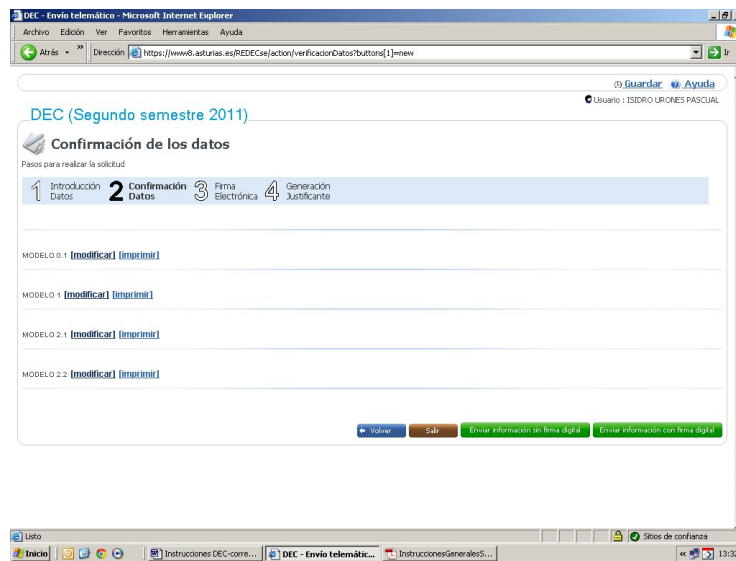 DEC - Envío telemático - Microsoft Internet Explorer
Archivo Edición Ver Favoritos Herramientas Ayuda
Atrás » Dirección https://www8.asturias.es/REDECse/action/verificacionDatos?buttons[1]=new Ir
Guardar Ayuda
Usuario : ISIDRO URONES PASCUAL
DEC (Segundo semestre 2011)
Confirmación de los datos
Pasos para realizar la solicitud
1 Introducción Datos 2 Confirmación Datos 3 Firma Electrónica 4 Generación Justificante
MODELO 0.1 [modificar] [imprimir]
MODELO 1 [modificar] [imprimir]
MODELO 2.1 [modificar] [imprimir]
MODELO 2.2 [modificar] [imprimir]
Volver Salir Enviar información sin firma digital Enviar información con firma digital
Listo Sitios de confianza
Inicio Instrucciones DEC-corre... DEC - Envío telemátic... InstruccionesGeneralesS... « 13:32